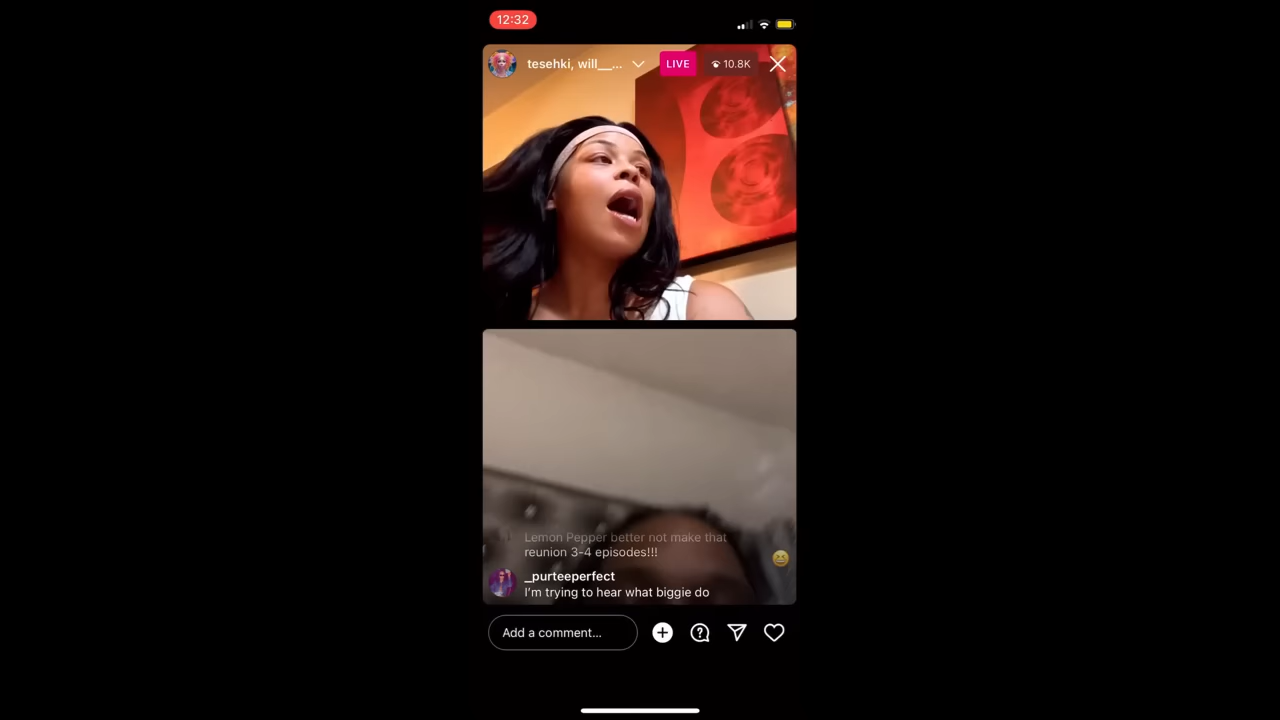 12:32
tesehki, will__...
LIVE
10.8K
Lemon Pepper better not make that
reunion 3-4 episodes!!!
_purteeperfect
I'm trying to hear what biggie do
Add a comment...